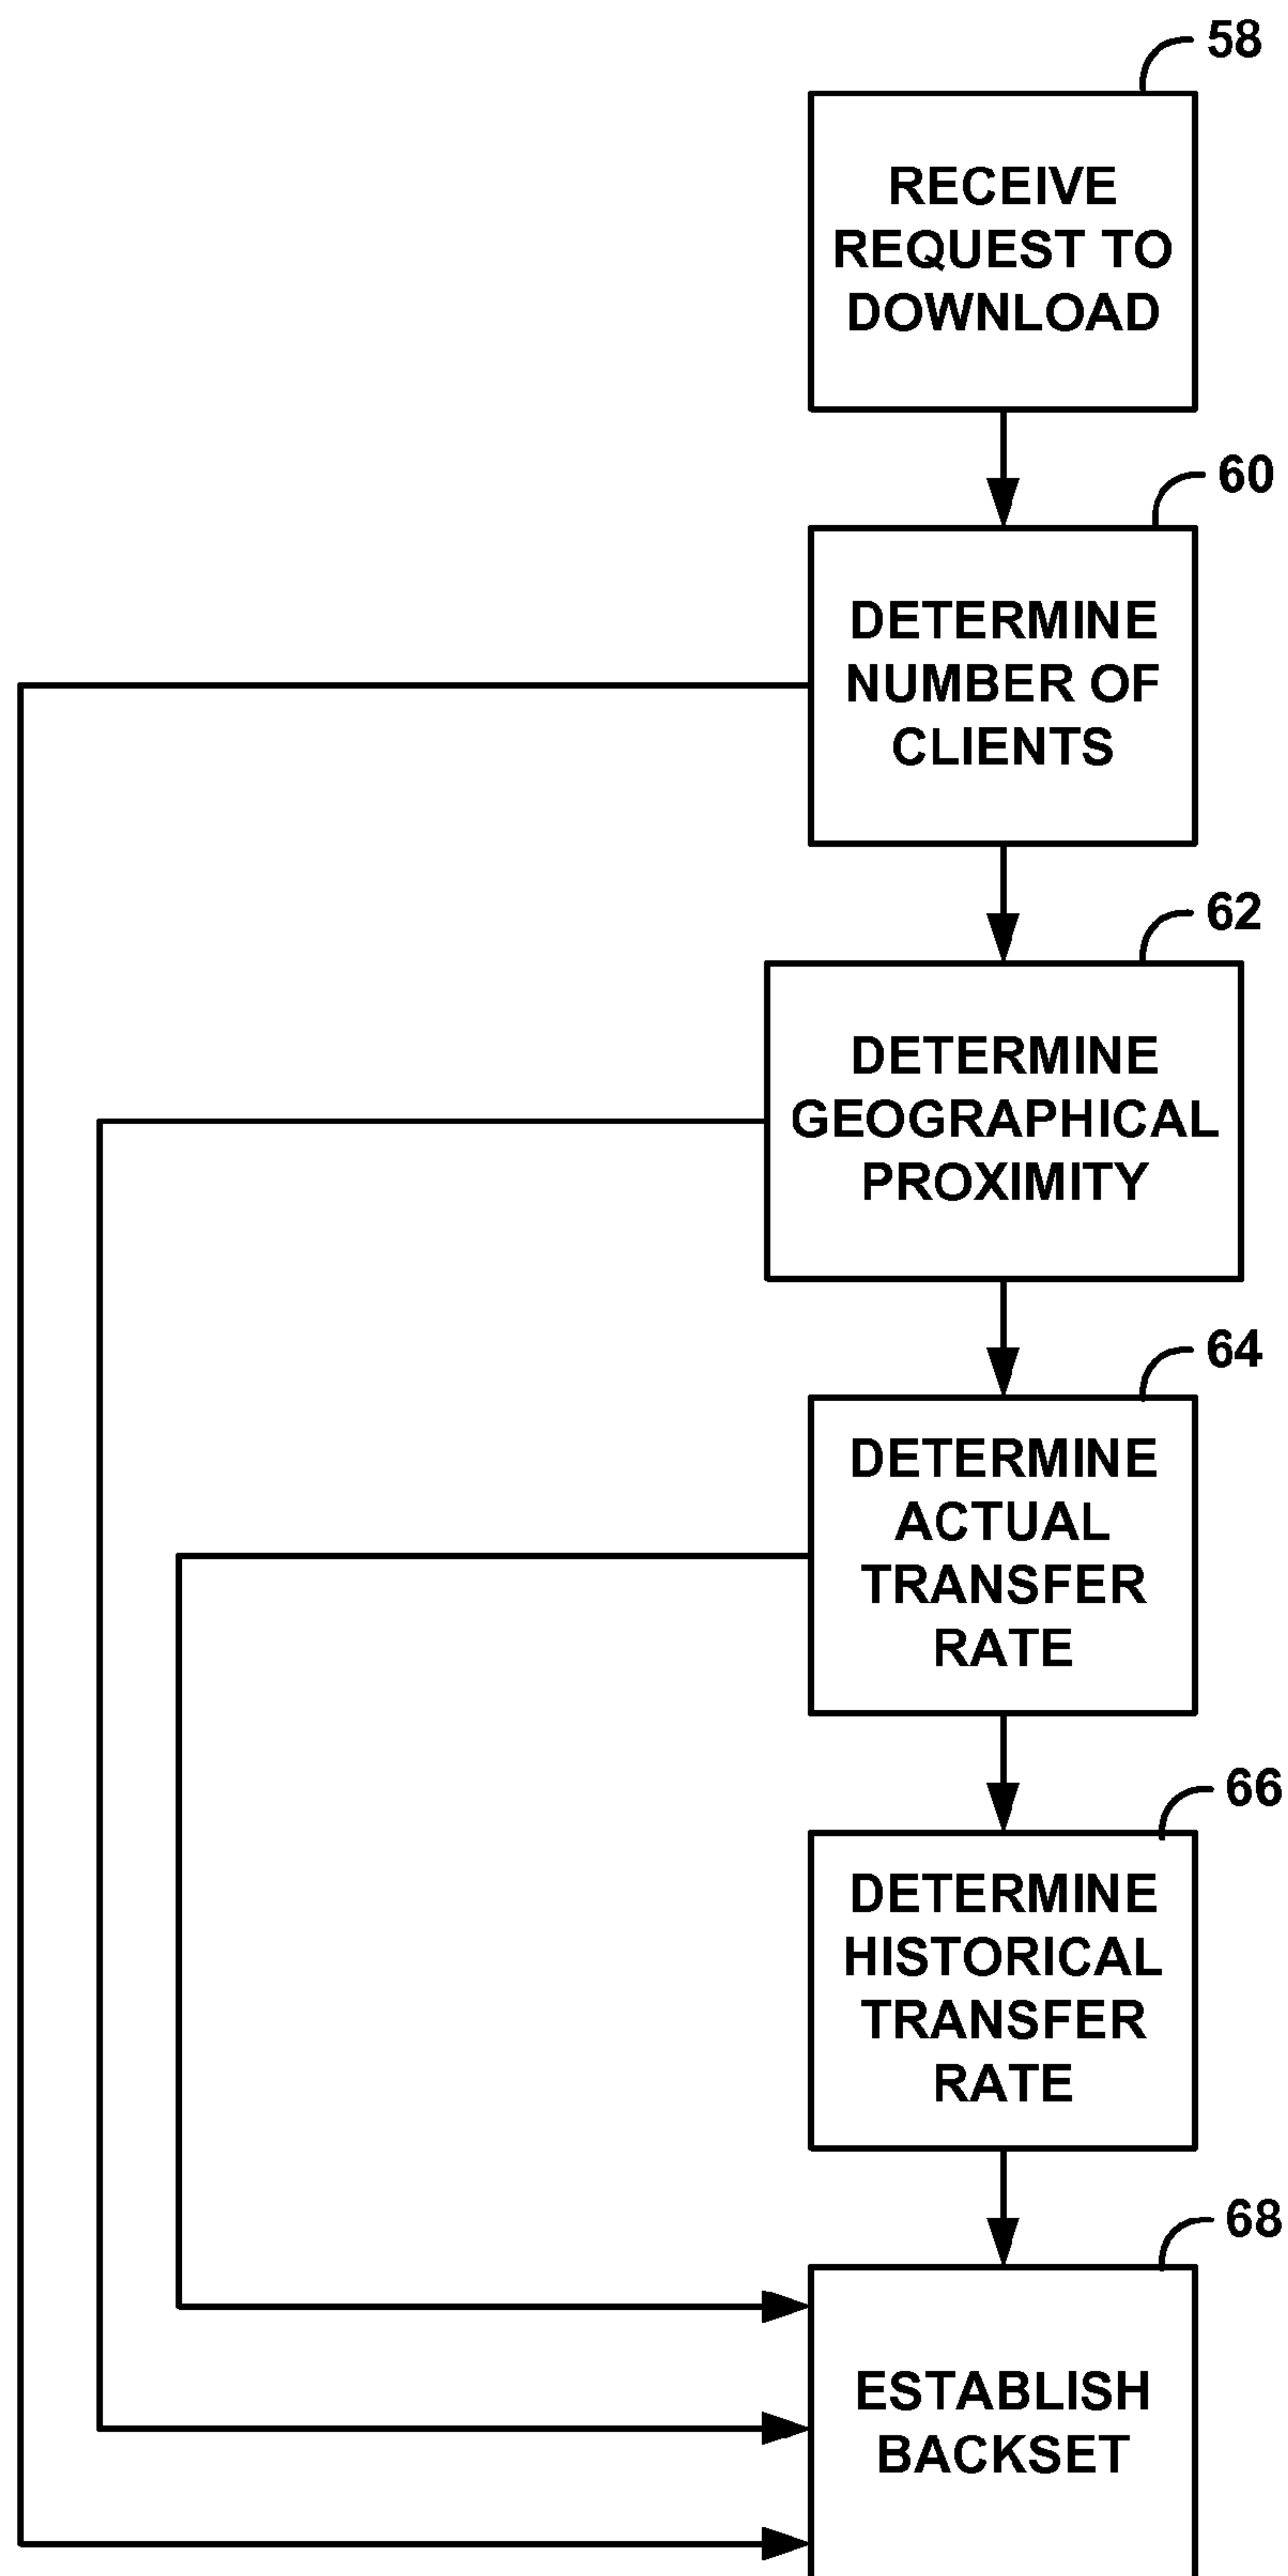 58
RECEIVE
REQUEST TO
DOWNLOAD
60
DETERMINE
NUMBER OF
CLIENTS
62
DETERMINE
GEOGRAPHICAL
PROXIMITY
64
DETERMINE
ACTUAL
TRANSFER
RATE
66
DETERMINE
HISTORICAL
TRANSFER
RATE
68
ESTABLISH
BACKSET